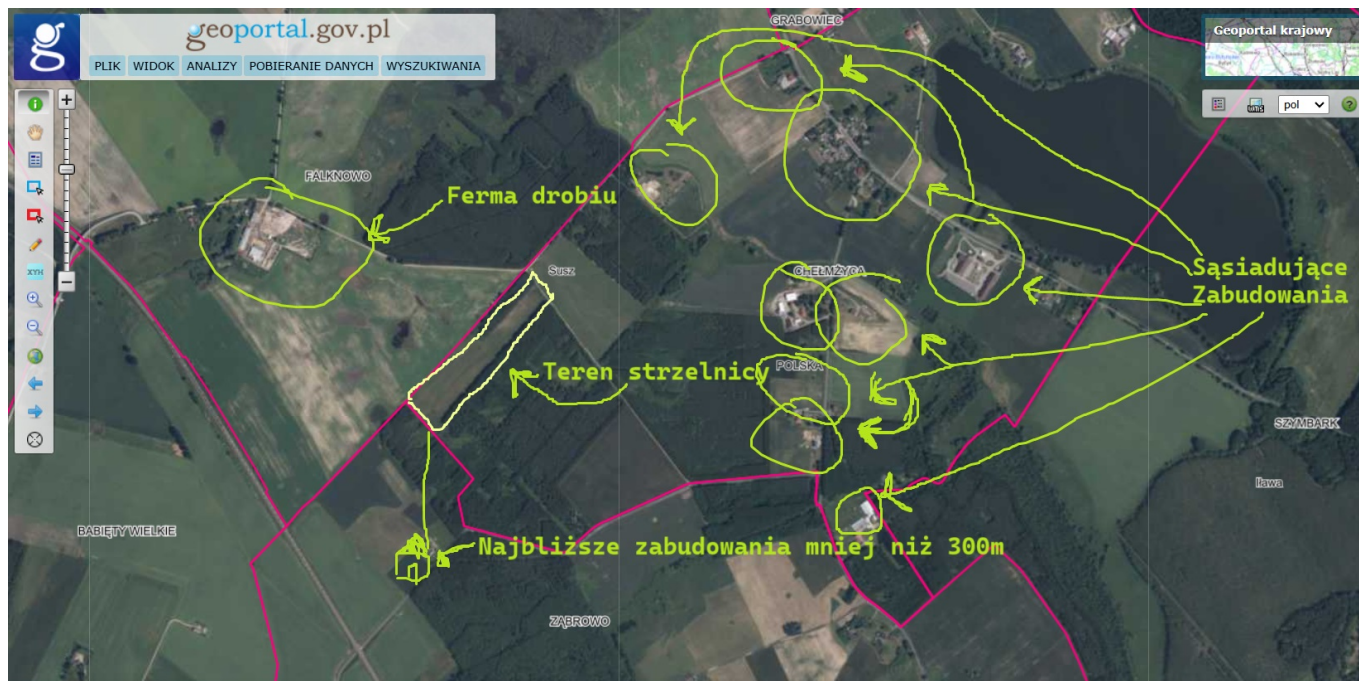 geoportal.gov.pl
PLIK WIDOK ANALIZY POBIERANIE DANYCH WYSZUKIWANIA
GRABOWIEC
Geoportal krajowy
pol
?
i
+
FALKNOWO
Ferma drobiu
XYH
Susz
CHEŁMŻYCA
Sąsiadujące
Zabudowania
Teren strzelnicy
POLSKA
SZYMBARK
Iława
BABIĘTY WIELKIE
Najbliższe zabudowania mniej niż 300m
ZĄBROWO